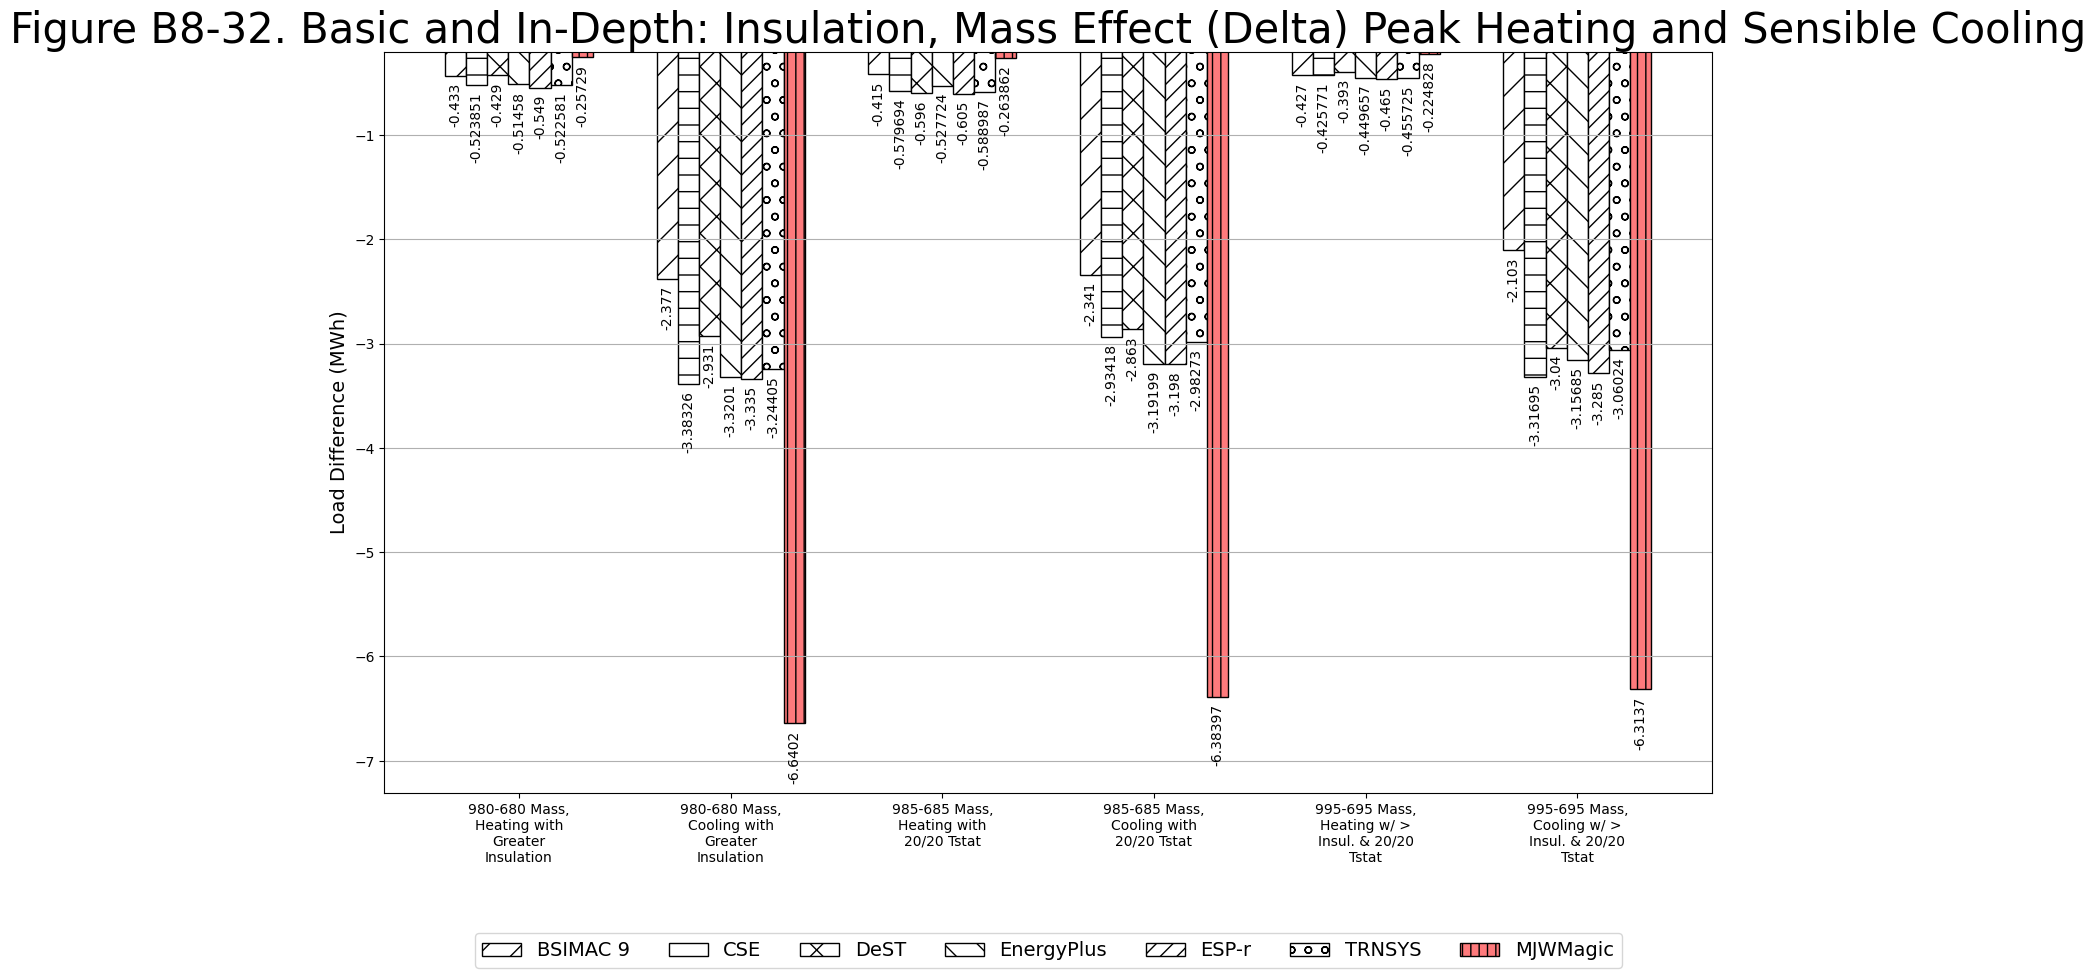 Figure B8-32. Basic and In-Depth: Insulation, Mass Effect (Delta) Peak Heating and Sensible Cooling
Load Difference (MWh)
−1
−2
−3
−4
−5
−6
−7
-0.433
-0.523851
-0.429
-0.51458
-0.549
-0.522581
-0.25729
-2.377
-3.38326
-2.931
-3.3201
-3.335
-3.24405
-6.6402
-0.415
-0.579694
-0.596
-0.527724
-0.605
-0.588987
-0.263862
-2.341
-2.93418
-2.863
-3.19199
-3.198
-2.98273
-6.38397
-0.427
-0.425771
-0.393
-0.449657
-0.465
-0.455725
-0.224828
-2.103
-3.31695
-3.04
-3.15685
-3.285
-3.06024
-6.3137
980-680 Mass,
Heating with
Greater
Insulation
980-680 Mass,
Cooling with
Greater
Insulation
985-685 Mass,
Heating with
20/20 Tstat
985-685 Mass,
Cooling with
20/20 Tstat
995-695 Mass,
Heating w/ >
Insul. & 20/20
Tstat
995-695 Mass,
Cooling w/ >
Insul. & 20/20
Tstat
BSIMAC 9
CSE
DeST
EnergyPlus
ESP-r
TRNSYS
MJWMagic